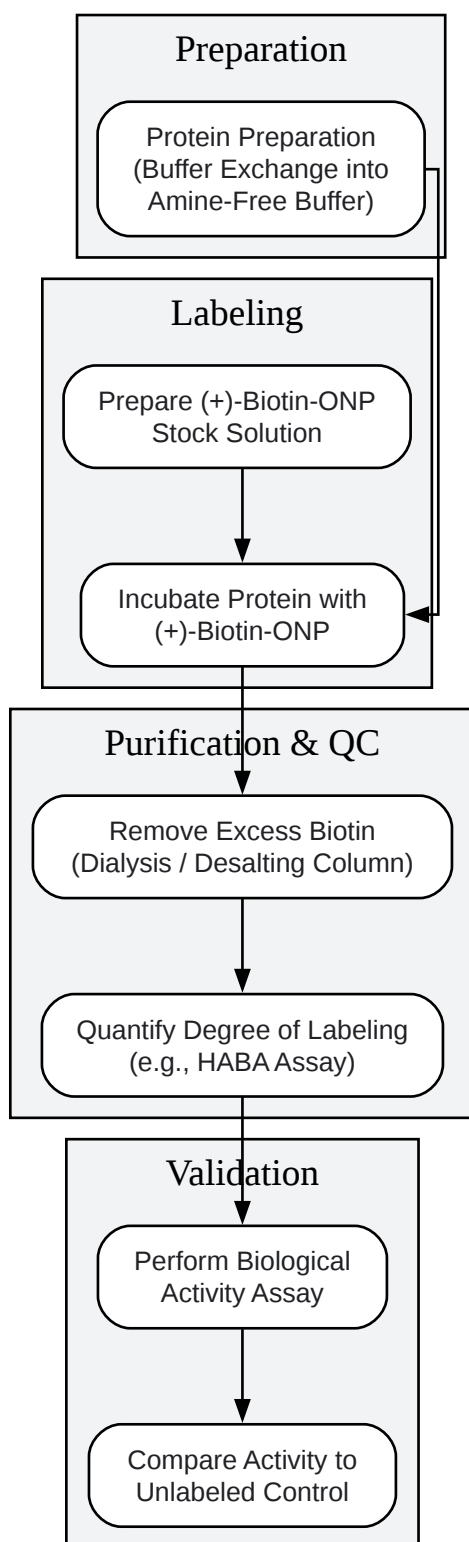 Preparation
Protein Preparation
(Buffer Exchange into
Amine-Free Buffer)
Labeling
Prepare (+)-Biotin-ONP
Stock Solution
Incubate Protein with
(+)-Biotin-ONP
Purification & QC
Remove Excess Biotin
(Dialysis / Desalting Column)
Quantify Degree of Labeling
(e.g., HABA Assay)
Validation
Perform Biological
Activity Assay
Compare Activity to
Unlabeled Control